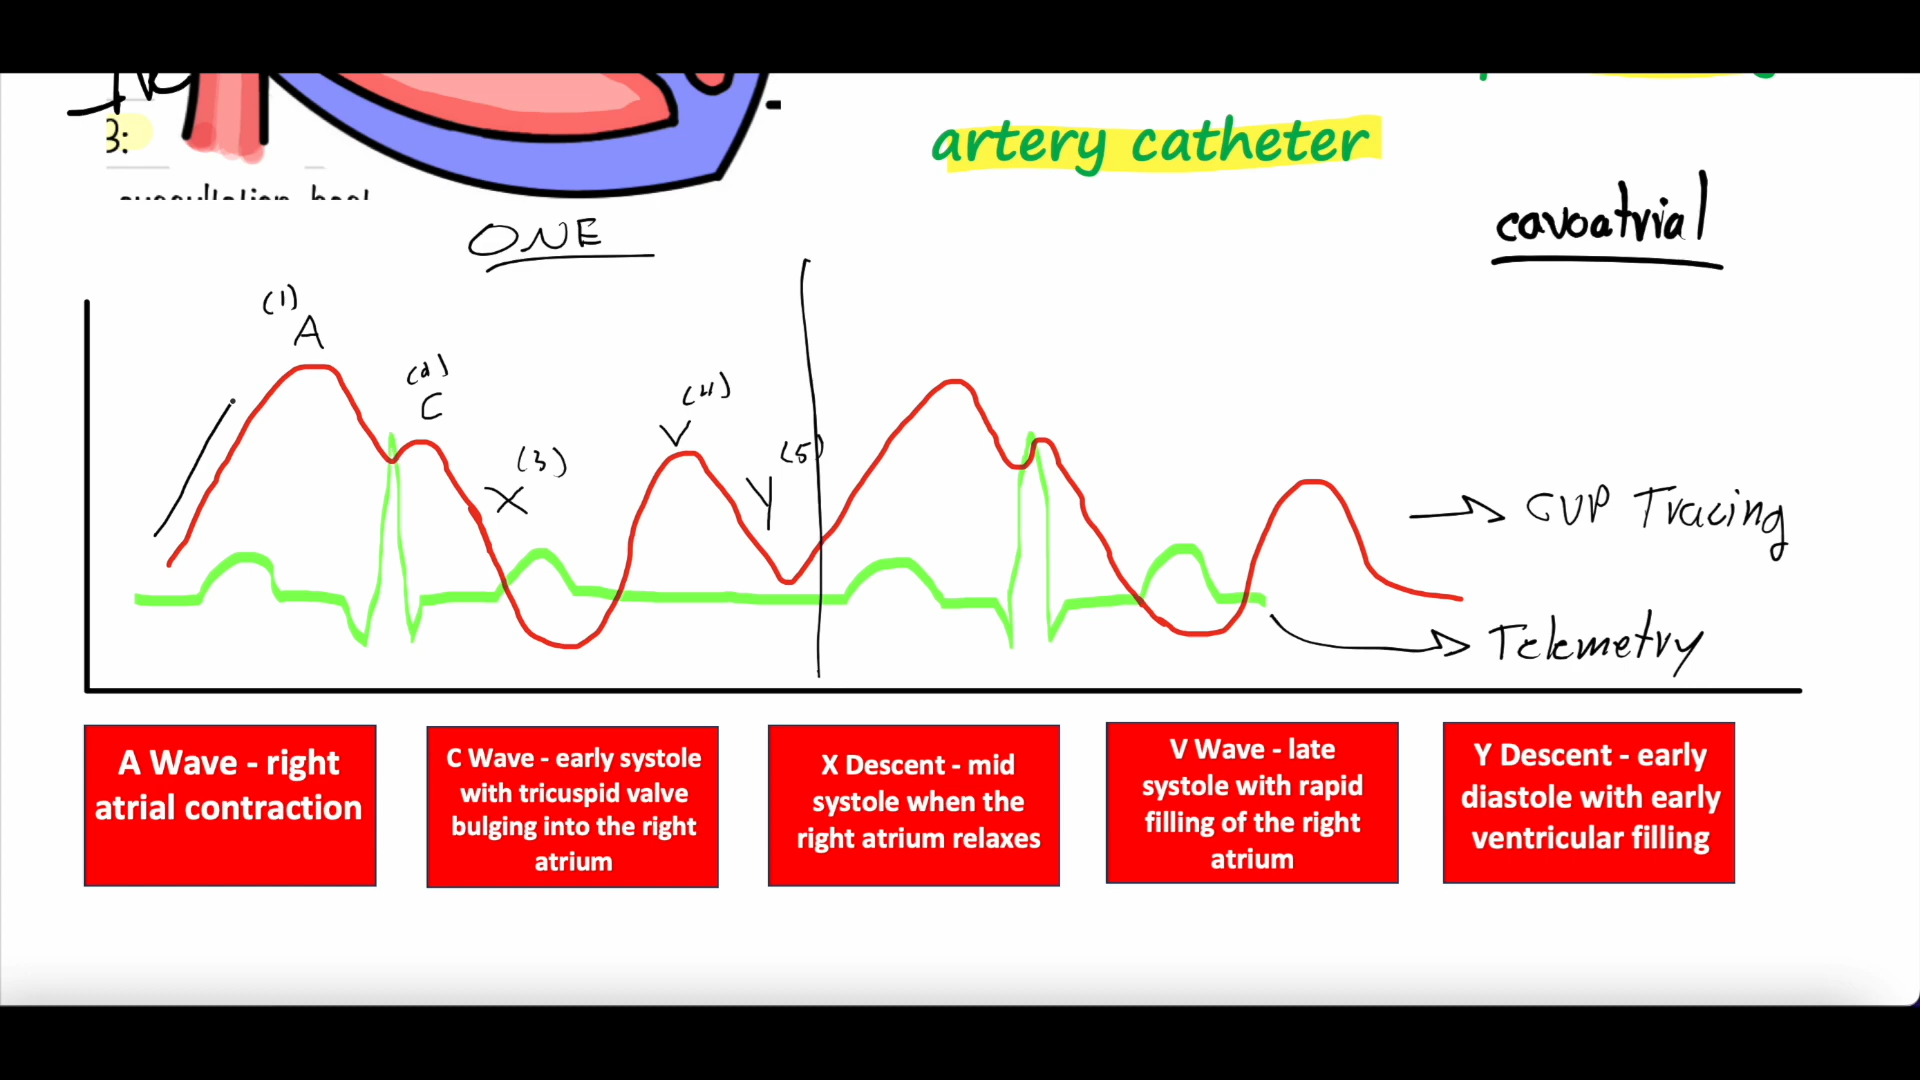 3:
artery catheter
cavoatrial
ONE
(1)
A
(2)
C
(3)
X
(4)
V
(5)
Y
CVP Tracing
Telemetry
A Wave - right
atrial contraction
C Wave - early systole
with tricuspid valve
bulging into the right
atrium
X Descent - mid
systole when the
right atrium relaxes
V Wave - late
systole with rapid
filling of the right
atrium
Y Descent - early
diastole with early
ventricular filling